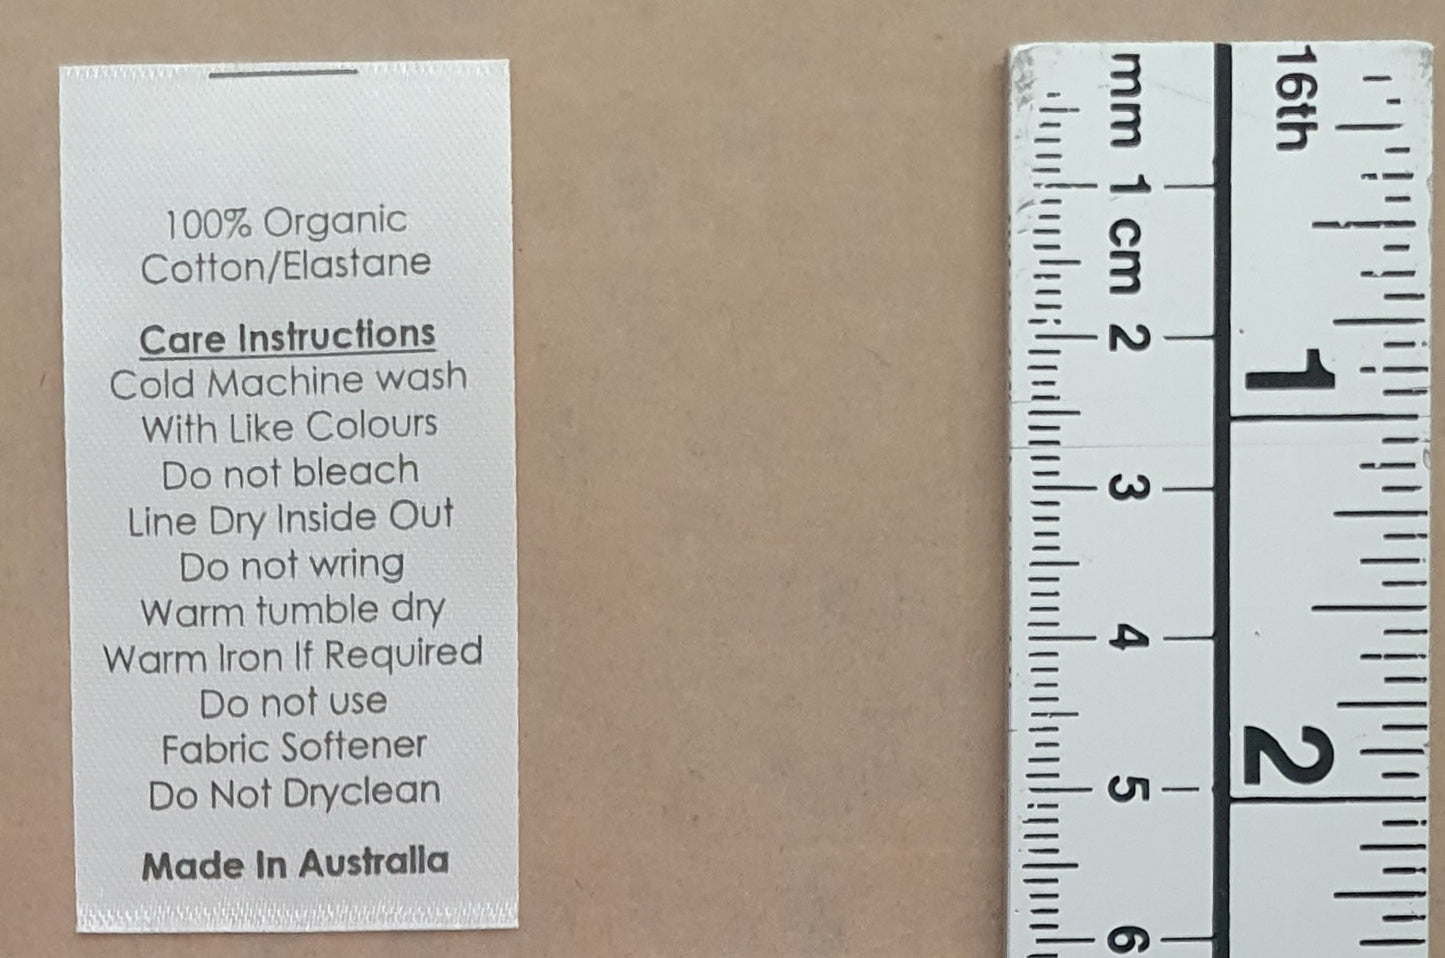 100% Organic
Cotton/Elastane
Care Instructions
Cold Machine wash
With Like Colours
Do not bleach
Line Dry Inside Out
Do not wring
Warm tumble dry
Warm Iron If Required
Do not use
Fabric Softener
Do Not Dryclean
Made In Australia
mm 1 cm 2 3 4 5 6
16th 1 2